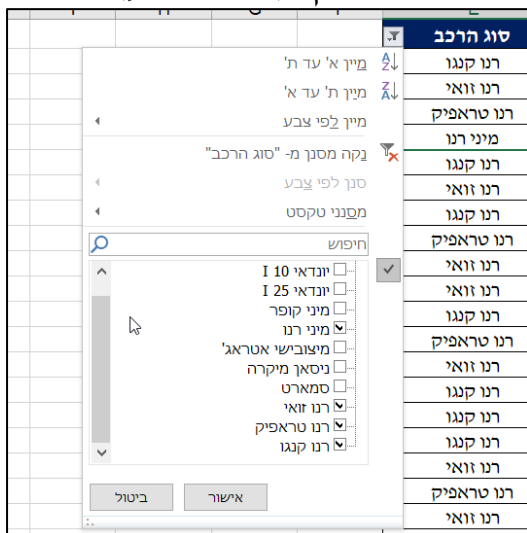 סוג הרכב
רנו קנגו
רנו זואי
רנו טראפיק
מיני רנו
רנו קנגו
רנו זואי
רנו קנגו
רנו טראפיק
רנו זואי
רנו זואי
רנו קנגו
רנו טראפיק
רנו זואי
רנו קנגו
רנו קנגו
רנו קנגו
רנו זואי
רנו טראפיק
רנו זואי
מיין א' עד ת'
מיין ת' עד א'
מיין לפי צבע
נקה מסנן מ- "סוג הרכב"
סנן לפי צבע
מסנני טקסט
חיפוש
יונדאי I 10
יונדאי I 25
מיני קופר
מיני רנו
מיצובישי אטראג'
ניסאן מיקרה
סמארט
רנו זואי
רנו טראפיק
רנו קנגו
אישור
ביטול